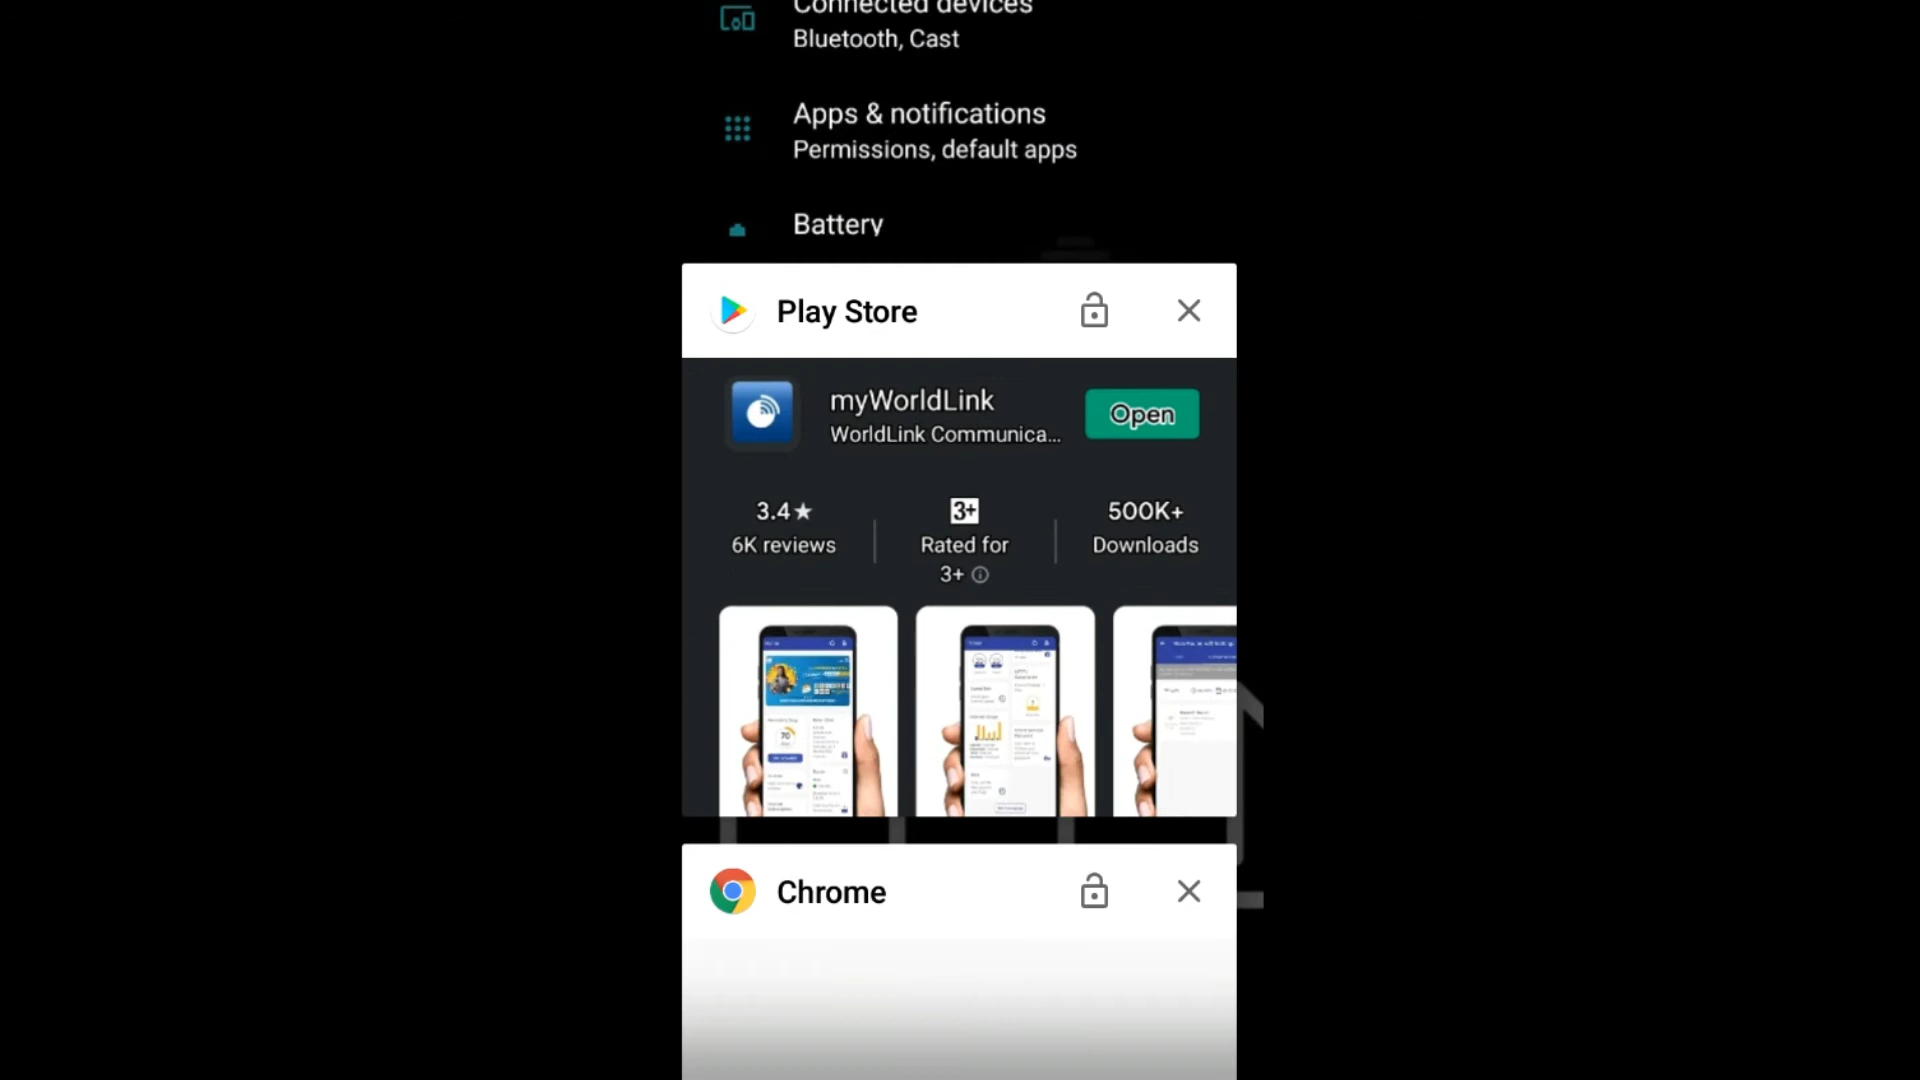 Connected devices
Bluetooth, Cast
Apps & notifications
Permissions, default apps
Battery
Play Store
myWorldLink
WorldLink Communica...
Open
3.4★
6K reviews
3+
Rated for
3+
500K+
Downloads
70
Chrome